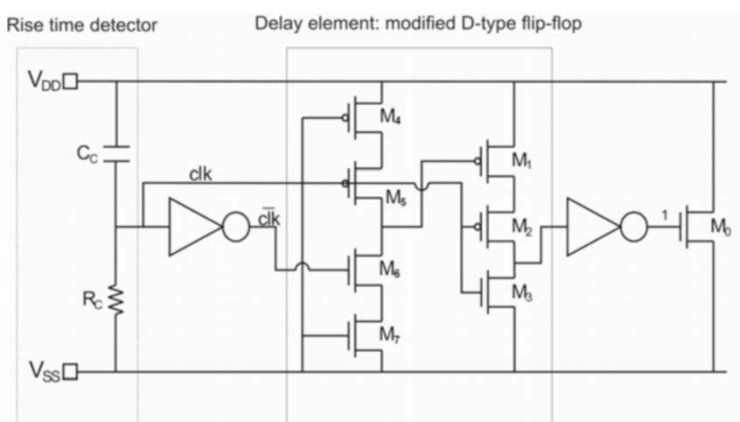 Rise time detector
Delay element: modified D-type flip-flop
VDD
M4
CC
M1
clk
M5
clk
M2
1
M0
M6
RC
M3
M7
VSS